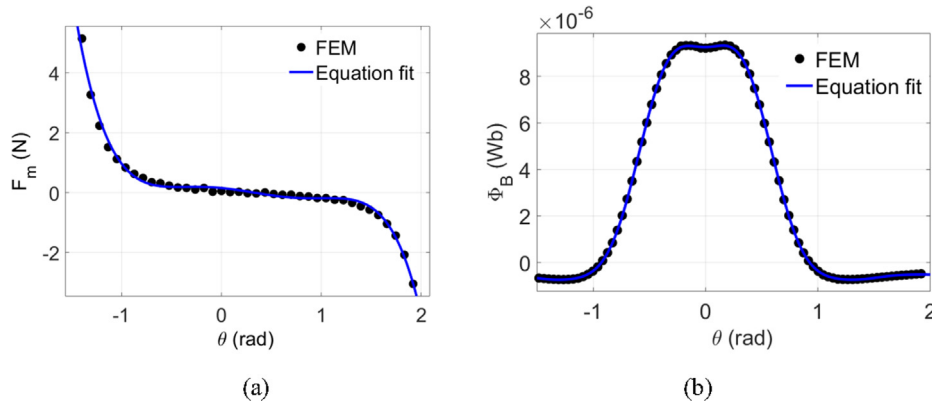 4
2
0
-2
F_m (N)
-1
0
1
2
θ (rad)
FEM
Equation fit
(a)
×10^-6
8
6
4
2
0
Φ_B (Wb)
-1
0
1
2
θ (rad)
FEM
Equation fit
(b)